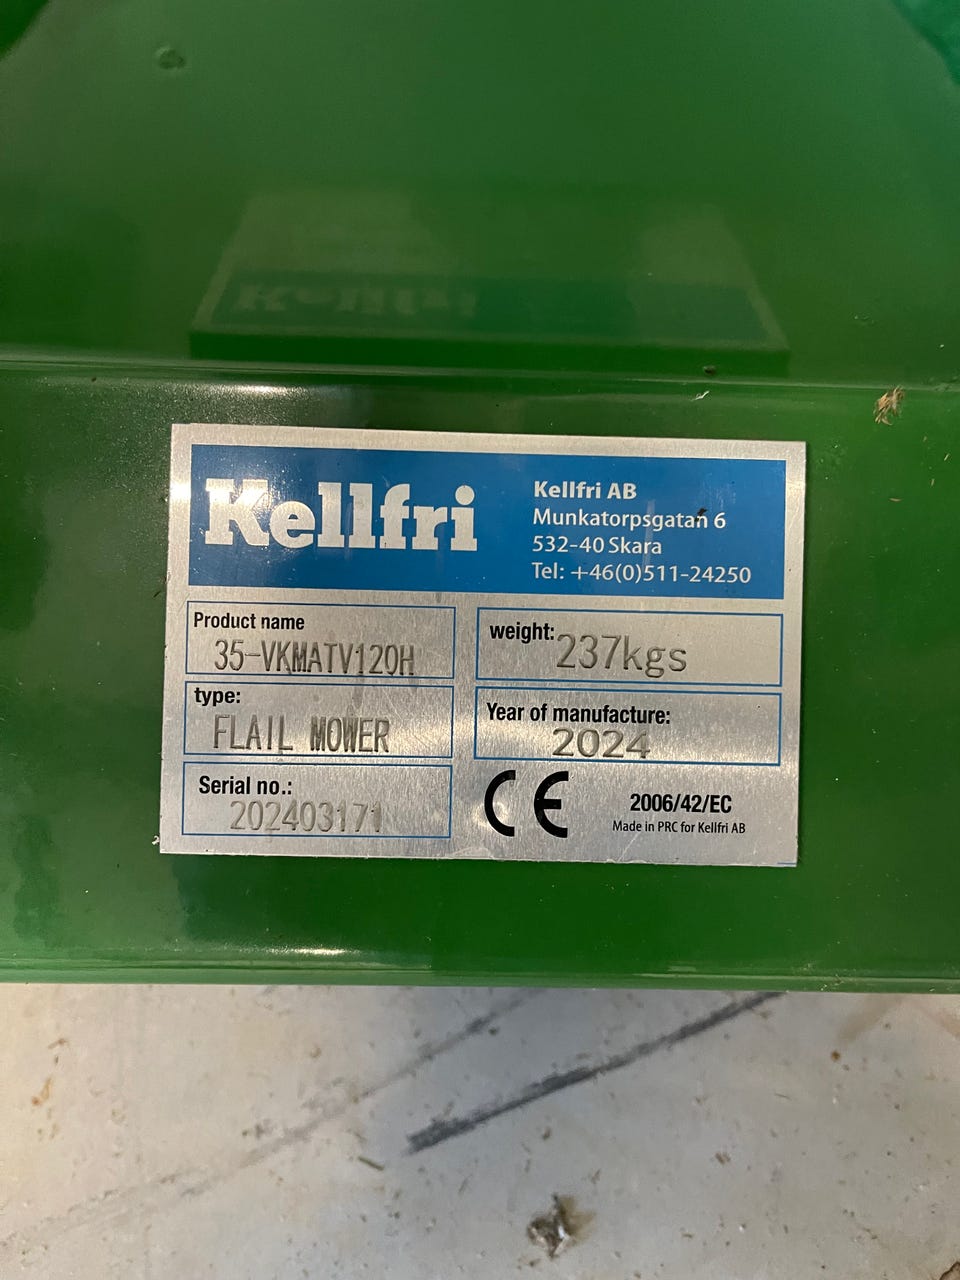 Kellfri
Kellfri AB
Munkatorpsgatan 6
532-40 Skara
Tel: +46(0)511-24250
Product name
35-VKMATV120H
weight: 237kgs
type:
FLAIL MOWER
Year of manufacture:
2024
Serial no.:
202403171
CE
2006/42/EC
Made in PRC for Kellfri AB